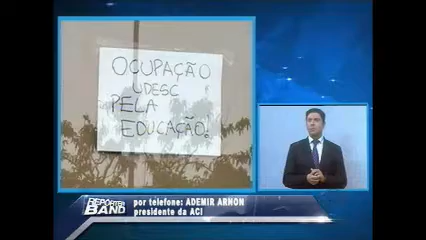 OCUPAÇÃO
UDESC
PELA
EDUCAÇÃO!
REPÓRTER
BAND
por telefone: ADEMIR ARNON
presidente da ACI